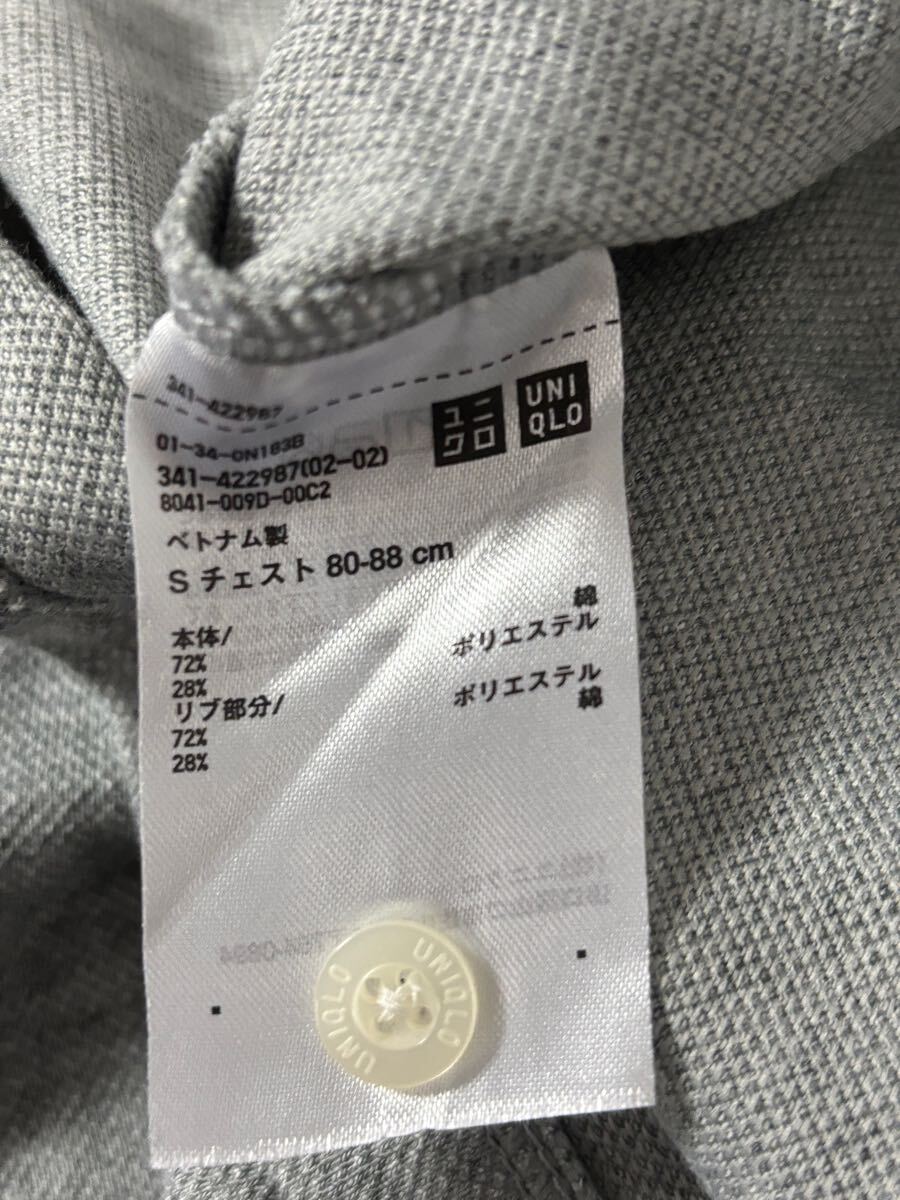 341-422987
01-34-0N183B
341-422987(02-02)
8041-009D-00C2
ユニ
クロ
UNI
QLO
ベトナム製
S チェスト 80-88 cm
本体/
72% 綿
28% ポリエステル
リブ部分/
72% ポリエステル
28% 綿
UNIQLO
UNIQLO